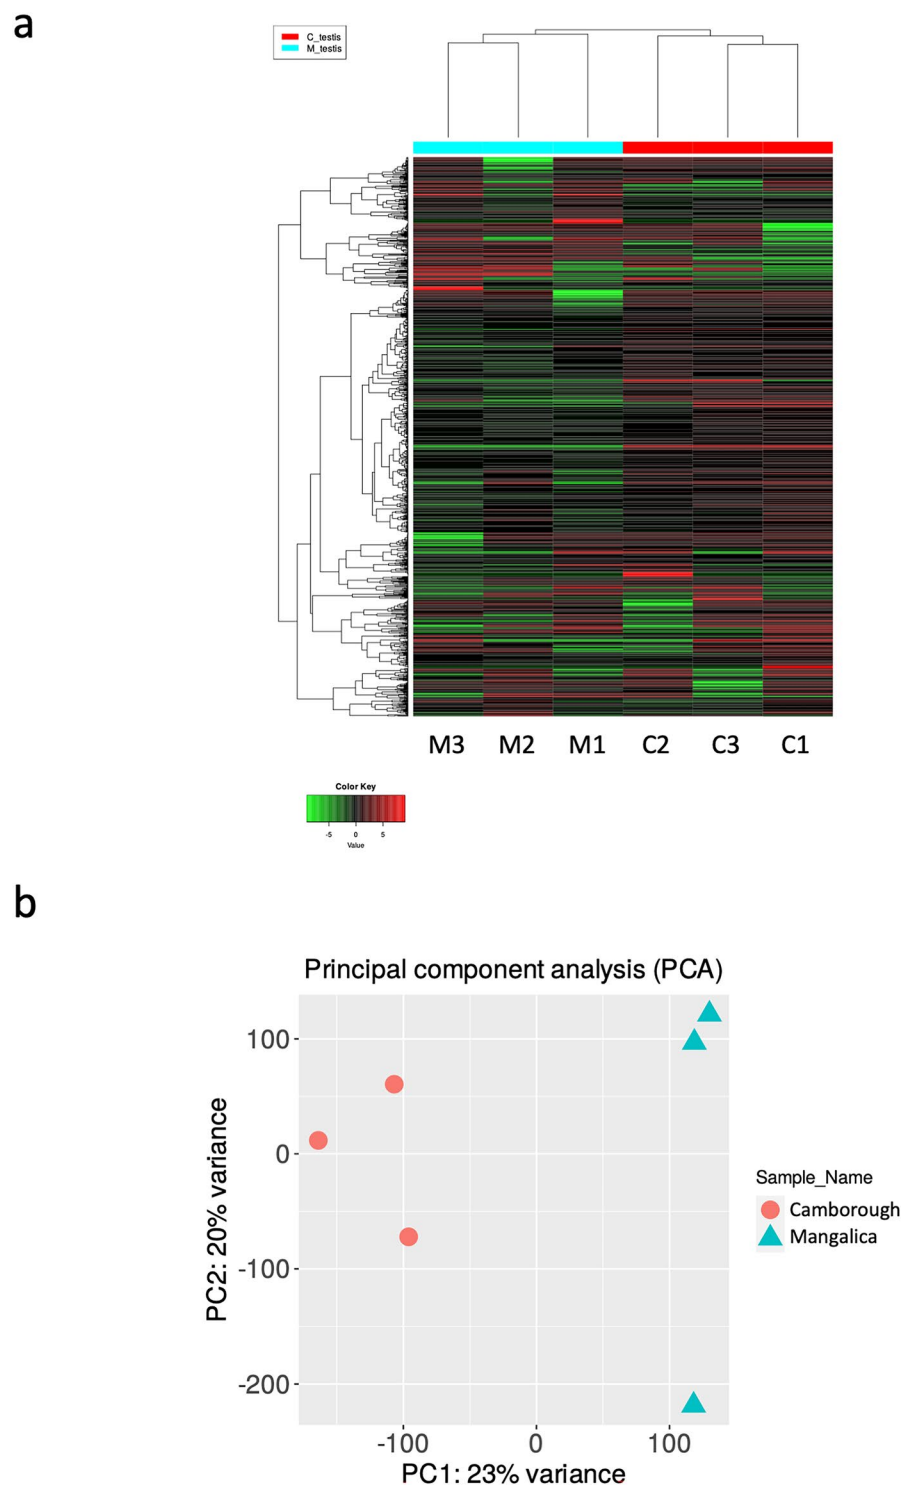 a
C_testis
M_testis
M3 M2 M1 C2 C3 C1
Color Key
-5 0 5
Value
b
Principal component analysis (PCA)
100
0
-100
-200
PC2: 20% variance
-100 0 100
PC1: 23% variance
Sample_Name
Camborough
Mangalica